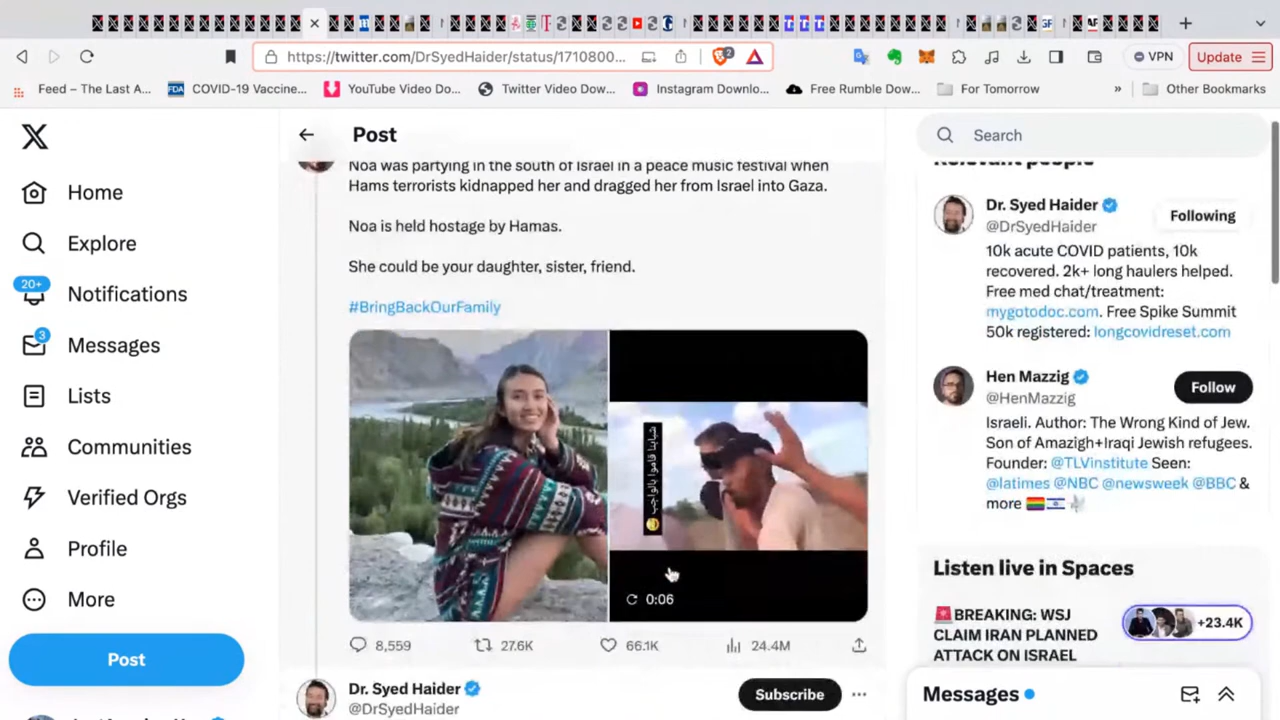 https://twitter.com/DrSyedHaider/status/1710800...
2
VPN
Update
Feed – The Last A...
FDA
COVID-19 Vaccine...
YouTube Video Do...
Twitter Video Dow...
Instagram Downlo...
Free Rumble Dow...
For Tomorrow
»
Other Bookmarks
X
Home
Explore
20+
Notifications
3
Messages
Lists
Communities
Verified Orgs
Profile
More
Post
Post
Noa was partying in the south of Israel in a peace music festival when
Hams terrorists kidnapped her and dragged her from Israel into Gaza.
Noa is held hostage by Hamas.
She could be your daughter, sister, friend.
#BringBackOurFamily
شبابنا قاموا بالواجب
0:06
8,559
27.6K
66.1K
24.4M
Dr. Syed Haider
@DrSyedHaider
Subscribe
Search
Relevant people
Dr. Syed Haider
@DrSyedHaider
Following
10k acute COVID patients, 10k
recovered. 2k+ long haulers helped.
Free med chat/treatment:
mygotodoc.com. Free Spike Summit
50k registered: longcovidreset.com
Hen Mazzig
@HenMazzig
Follow
Israeli. Author: The Wrong Kind of Jew.
Son of Amazigh+Iraqi Jewish refugees.
Founder: @TLVinstitute Seen:
@latimes @NBC @newsweek @BBC &
more
Listen live in Spaces
BREAKING: WSJ
CLAIM IRAN PLANNED
ATTACK ON ISRAEL
+23.4K
Messages